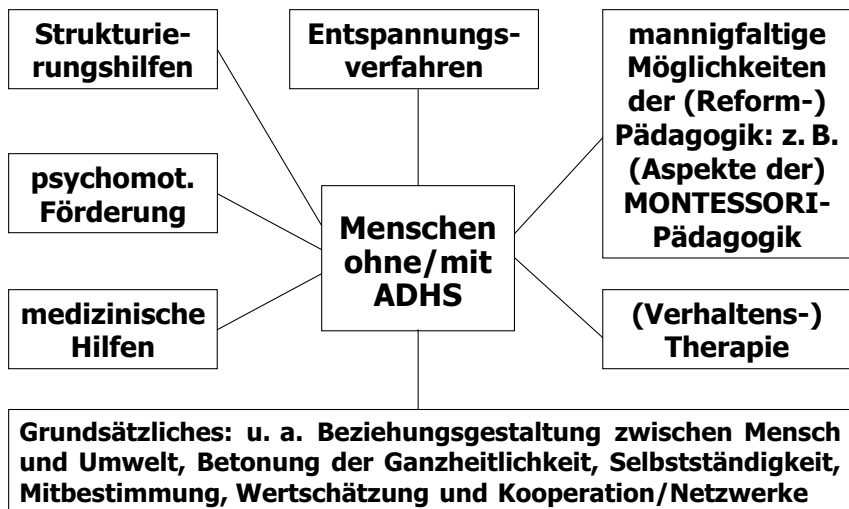 Strukturie-
rungshilfen
Entspannungs-
verfahren
mannigfaltige
Möglichkeiten
der (Reform-)
Pädagogik: z. B.
(Aspekte der)
MONTESSORI-
Pädagogik
psychomot.
Förderung
Menschen
ohne/mit
ADHS
medizinische
Hilfen
(Verhaltens-)
Therapie
Grundsätzliches: u. a. Beziehungsgestaltung zwischen Mensch
und Umwelt, Betonung der Ganzheitlichkeit, Selbstständigkeit,
Mitbestimmung, Wertschätzung und Kooperation/Netzwerke